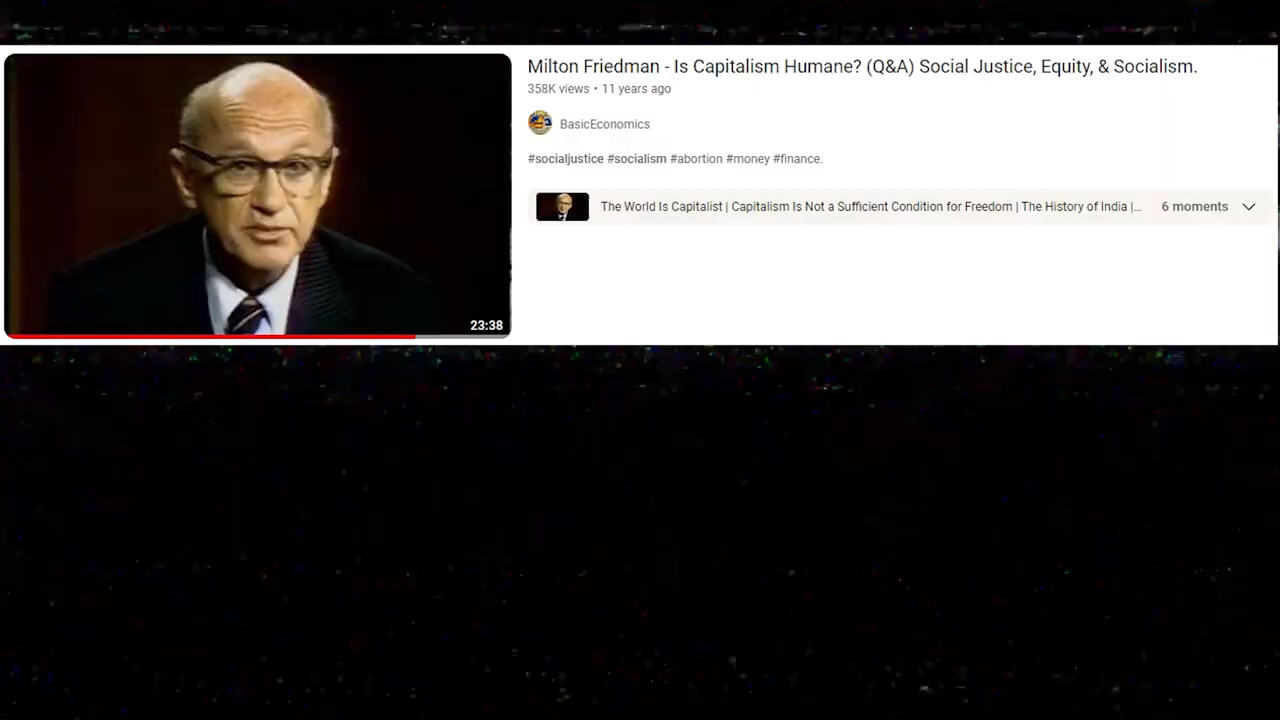 Milton Friedman - Is Capitalism Humane? (Q&A) Social Justice, Equity, & Socialism.
358K views • 11 years ago
BasicEconomics
#socialjustice #socialism #abortion #money #finance.
The World Is Capitalist | Capitalism Is Not a Sufficient Condition for Freedom | The History of India |... 6 moments
23:38